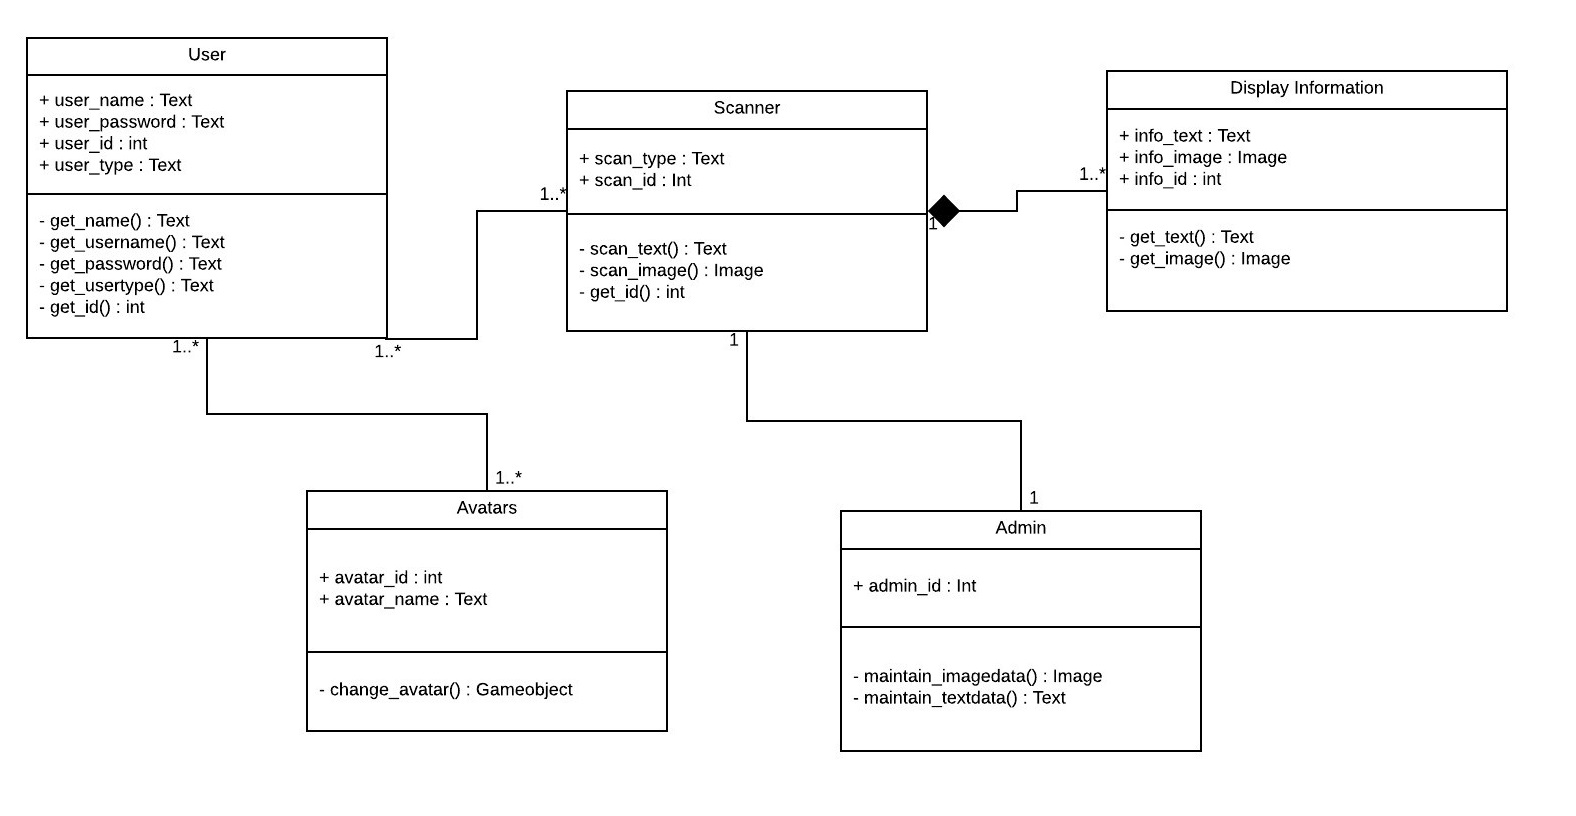 User
+ user_name : Text
+ user_password : Text
+ user_id : int
+ user_type : Text
- get_name() : Text
- get_username() : Text
- get_password() : Text
- get_usertype() : Text
- get_id() : int
1..*
1..*
1..*
Scanner
+ scan_type : Text
+ scan_id : Int
- scan_text() : Text
- scan_image() : Image
- get_id() : int
1
1
1..*
Display Information
+ info_text : Text
+ info_image : Image
+ info_id : int
- get_text() : Text
- get_image() : Image
1..*
Avatars
+ avatar_id : int
+ avatar_name : Text
- change_avatar() : Gameobject
1
Admin
+ admin_id : Int
- maintain_imagedata() : Image
- maintain_textdata() : Text